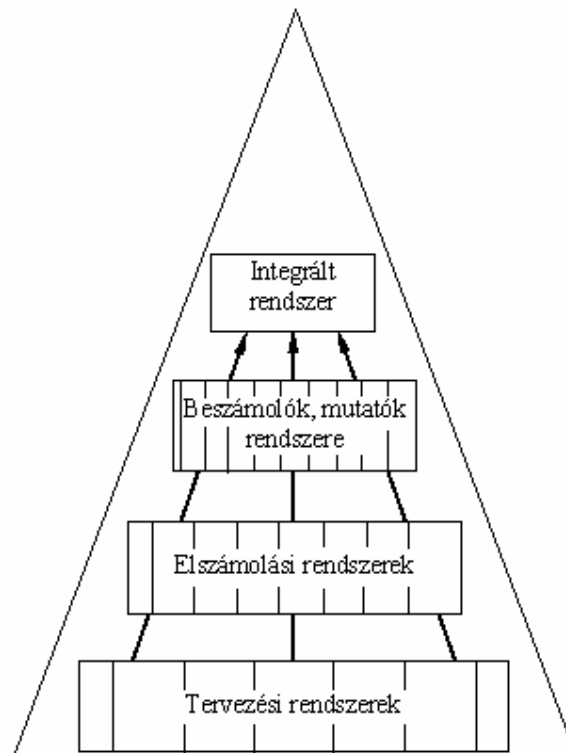 Integrált
rendszer
Beszámolók, mutatók
rendszere
Elszámolási rendszerek
Tervezési rendszerek